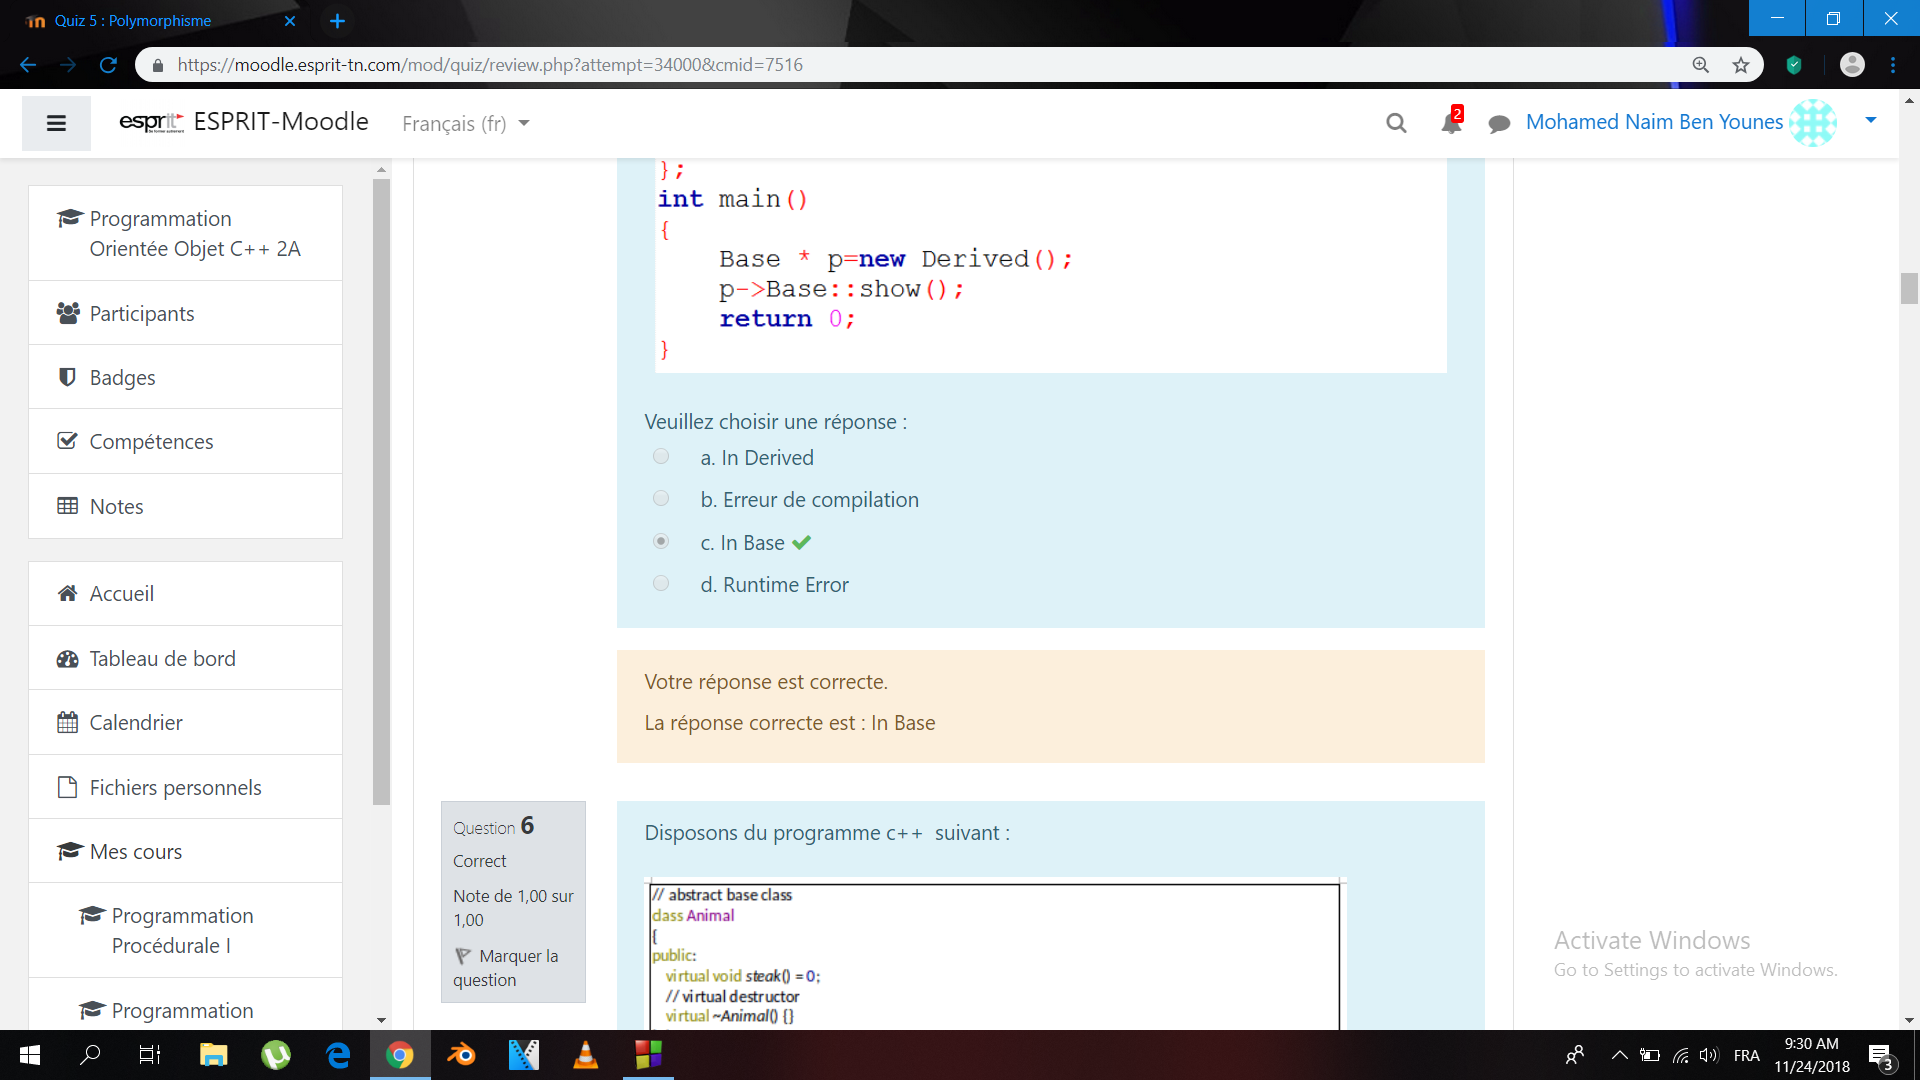 Quiz 5 : Polymorphisme
https://moodle.esprit-tn.com/mod/quiz/review.php?attempt=34000&cmid=7516
esprit
ESPRIT-Moodle
Français (fr)
2
Mohamed Naim Ben Younes
Programmation
Orientée Objet C++ 2A
Participants
Badges
Compétences
Notes
Accueil
Tableau de bord
Calendrier
Fichiers personnels
Mes cours
Programmation
Procédurale I
Programmation
};
int main()
{
Base * p=new Derived();
p->Base::show();
return 0;
}
Veuillez choisir une réponse :
a. In Derived
b. Erreur de compilation
c. In Base
d. Runtime Error
Votre réponse est correcte.
La réponse correcte est : In Base
Question 6
Correct
Note de 1,00 sur
1,00
Marquer la
question
Disposons du programme c++ suivant :
// abstract base class
class Animal
{
public:
virtual void steak() = 0;
// virtual destructor
virtual ~Animal() {}
Activate Windows
Go to Settings to activate Windows.
FRA
9:30 AM
11/24/2018
3